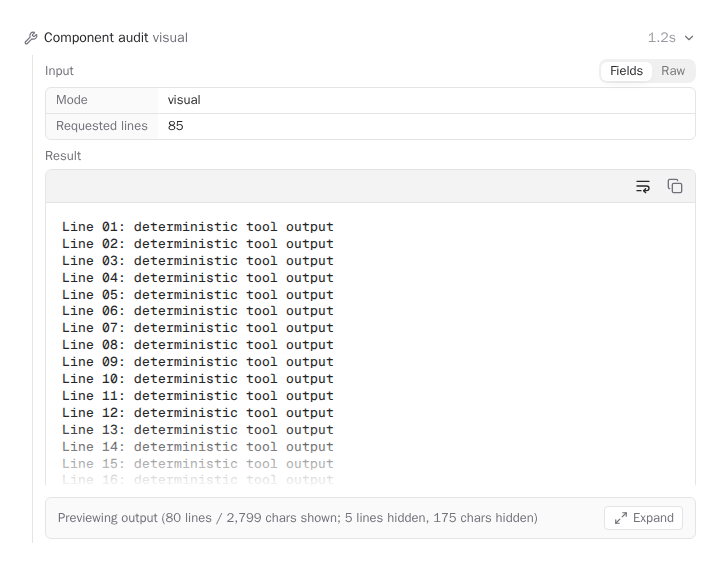 Component audit visual 1.2s
Input Fields Raw
Mode visual
Requested lines 85
Result
Line 01: deterministic tool output
Line 02: deterministic tool output
Line 03: deterministic tool output
Line 04: deterministic tool output
Line 05: deterministic tool output
Line 06: deterministic tool output
Line 07: deterministic tool output
Line 08: deterministic tool output
Line 09: deterministic tool output
Line 10: deterministic tool output
Line 11: deterministic tool output
Line 12: deterministic tool output
Line 13: deterministic tool output
Line 14: deterministic tool output
Line 15: deterministic tool output
Line 16: deterministic tool output
Previewing output (80 lines / 2,799 chars shown; 5 lines hidden, 175 chars hidden) Expand